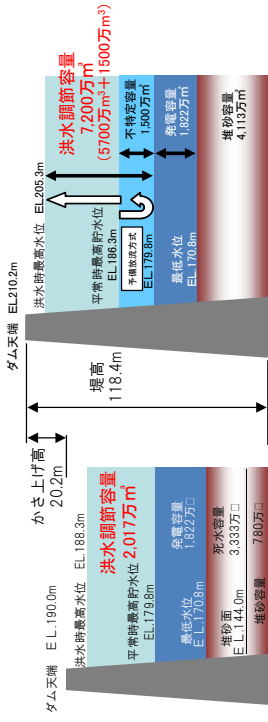 ダム天端 ＥＬ.190.0m
洪水時最高水位 EL.188.3m
洪水調節容量 2,017万㎥
平常時最高貯水位
EL.179.8m
発電容量
1,822万□
最低水位
ＥＬ.170.8m
死水容量
3,333万□
堆砂面
ＥＬ.144.0m
堆砂容量 780万□
かさ上げ高
20.2m
堤高
118.4m
ダム天端 EL210.2m
洪水時最高水位 EL205.3m
洪水調節容量
7,200万㎥
（5700万m³＋1500万m³）
平常時最高貯水位
EL.186.3m
予備放流方式
EL.179.8m
不特定容量
1,500万㎥
発電容量
1,822万㎥
最低水位
EL.170.8m
堆砂容量
4,113万㎥